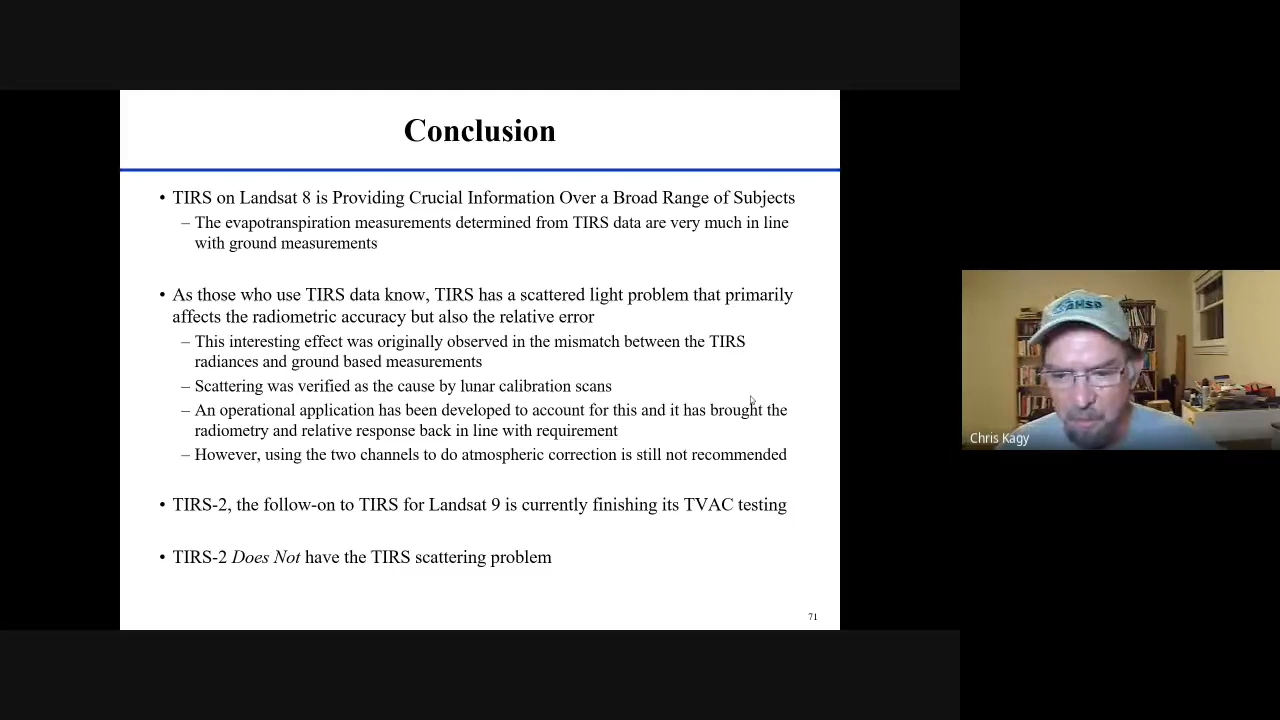 Conclusion
• TIRS on Landsat 8 is Providing Crucial Information Over a Broad Range of Subjects
– The evapotranspiration measurements determined from TIRS data are very much in line
with ground measurements
• As those who use TIRS data know, TIRS has a scattered light problem that primarily
affects the radiometric accuracy but also the relative error
– This interesting effect was originally observed in the mismatch between the TIRS
radiances and ground based measurements
– Scattering was verified as the cause by lunar calibration scans
– An operational application has been developed to account for this and it has brought the
radiometry and relative response back in line with requirement
– However, using the two channels to do atmospheric correction is still not recommended
• TIRS-2, the follow-on to TIRS for Landsat 9 is currently finishing its TVAC testing
• TIRS-2 Does Not have the TIRS scattering problem
71
Chris Kagy